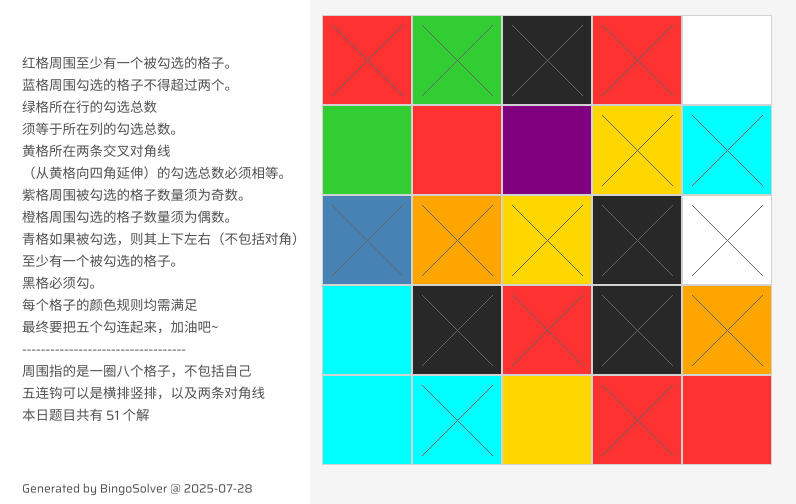 红格周围至少有一个被勾选的格子。
蓝格周围勾选的格子不得超过两个。
绿格所在行的勾选总数
须等于所在列的勾选总数。
黄格所在两条交叉对角线
（从黄格向四角延伸）的勾选总数必须相等。
紫格周围被勾选的格子数量须为奇数。
橙格周围勾选的格子数量须为偶数。
青格如果被勾选，则其上下左右（不包括对角）
至少有一个被勾选的格子。
黑格必须勾。
每个格子的颜色规则均需满足
最终要把五个勾连起来，加油吧~
-----------------------------------
周围指的是一圈八个格子，不包括自己
五连钩可以是横排竖排，以及两条对角线
本日题目共有 51 个解
Generated by BingoSolver @ 2025-07-28